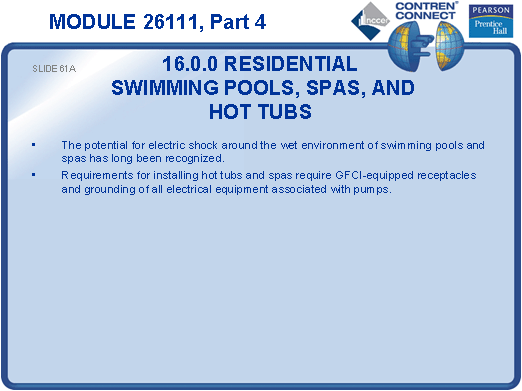 MODULE 26111, Part 4
nccer
CONTREN®
CONNECT
PEARSON
Prentice
Hall
SLIDE 61A
16.0.0 RESIDENTIAL
SWIMMING POOLS, SPAS, AND
HOT TUBS
• The potential for electric shock around the wet environment of swimming pools and
spas has long been recognized.
• Requirements for installing hot tubs and spas require GFCI-equipped receptacles
and grounding of all electrical equipment associated with pumps.